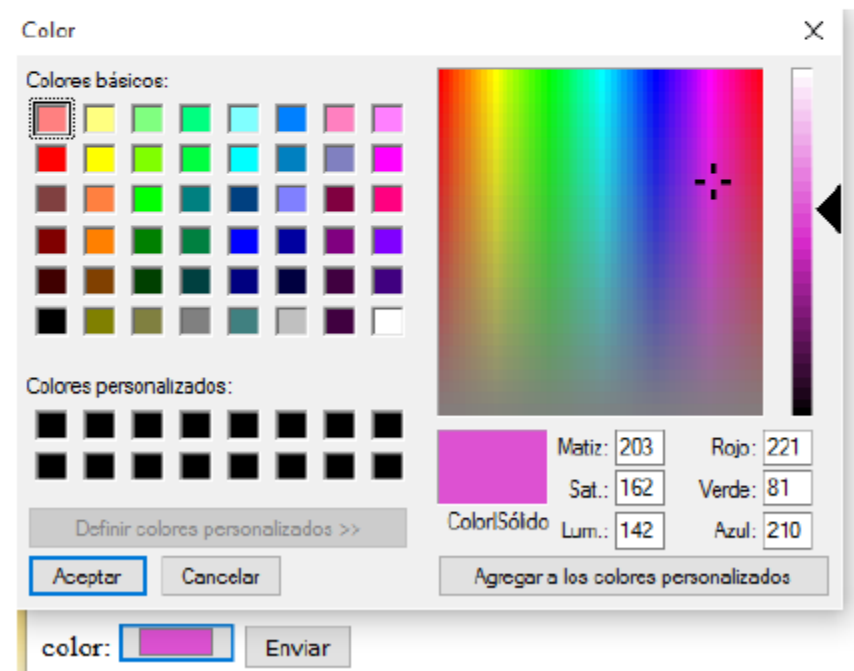 Color
Colores básicos:
Colores personalizados:
Definir colores personalizados >>
Aceptar Cancelar
Matiz: 203 Rojo: 221
Sat.: 162 Verde: 81
Color|Sólido Lum.: 142 Azul: 210
Agregar a los colores personalizados
color: Enviar